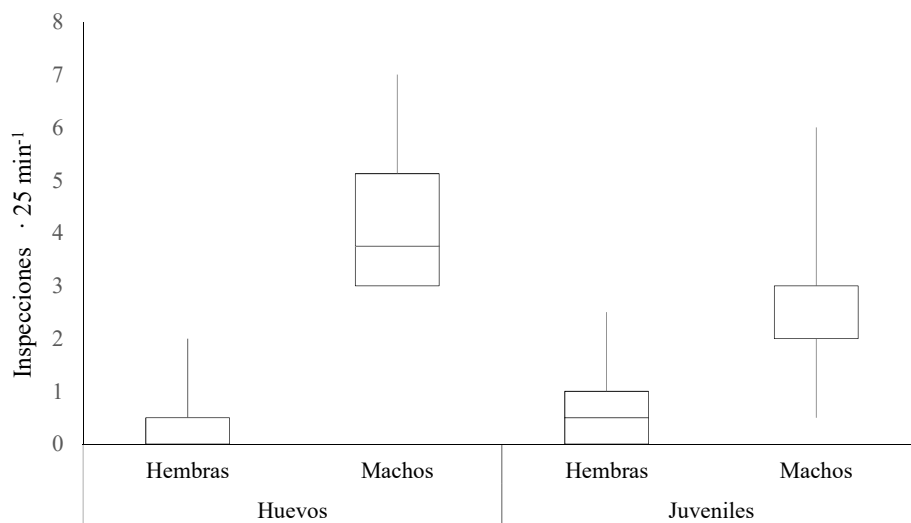 8
7
6
5
4
3
2
1
0
Inspecciones · 25 min-1
Hembras
Machos
Hembras
Machos
Huevos
Juveniles